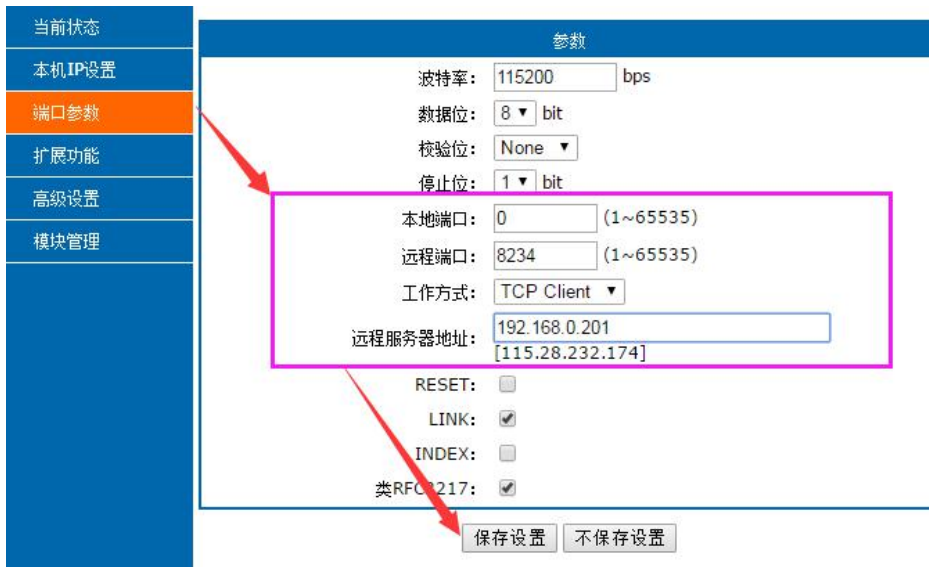 当前状态
本机IP设置
端口参数
扩展功能
高级设置
模块管理
参数
波特率: 115200 bps
数据位: 8 bit
校验位: None
停止位: 1 bit
本地端口: 0 (1~65535)
远程端口: 8234 (1~65535)
工作方式: TCP Client
远程服务器地址: 192.168.0.201
[115.28.232.174]
RESET:
LINK:
INDEX:
类RFC2217:
保存设置 不保存设置